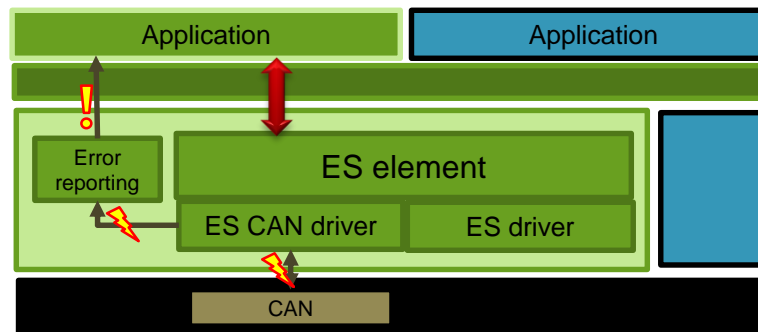 Application
Application
Error
reporting
ES element
ES CAN driver
ES driver
CAN